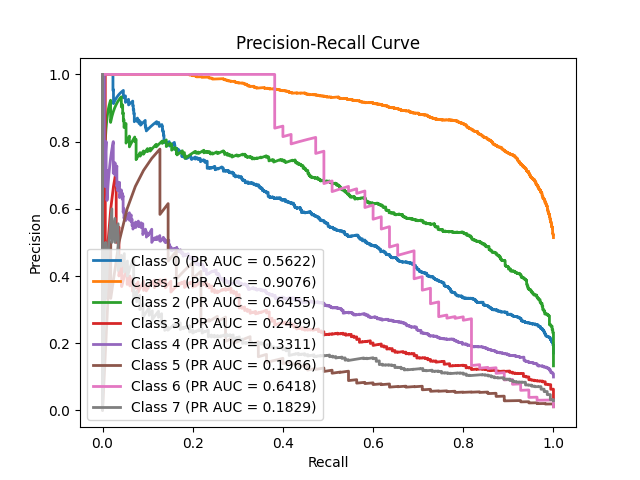 Precision-Recall Curve
1.0
0.8
0.6
0.4
0.2
0.0
Precision
Class 0 (PR AUC = 0.5622)
Class 1 (PR AUC = 0.9076)
Class 2 (PR AUC = 0.6455)
Class 3 (PR AUC = 0.2499)
Class 4 (PR AUC = 0.3311)
Class 5 (PR AUC = 0.1966)
Class 6 (PR AUC = 0.6418)
Class 7 (PR AUC = 0.1829)
0.0 0.2 0.4 0.6 0.8 1.0
Recall